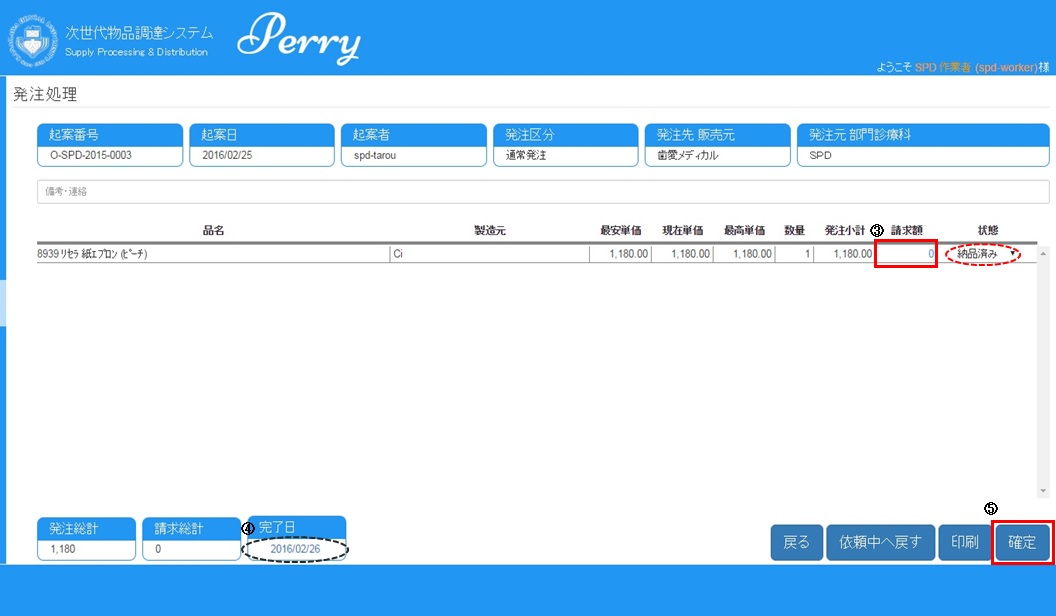 次世代物品調達システム
Supply Processing & Distribution
Perry
ようこそ SPD 作業者 (spd-worker)様
発注処理
起案番号 起案日 起案者 発注区分 発注先 販売元 発注元 部門診療科
O-SPD-2015-0003 2016/02/25 spd-tarou 通常発注 歯愛メディカル SPD
備考・連絡
品名 製造元 最安単価 現在単価 最高単価 数量 発注小計 ③ 請求額 状態
8939 リセラ 紙エプロン (ピーチ) Ci 1,180.00 1,180.00 1,180.00 1 1,180.00 0 納品済み
⑤
発注総計 請求総計 ④ 完了日
1,180 0 2016/02/26
戻る 依頼中へ戻す 印刷 確定